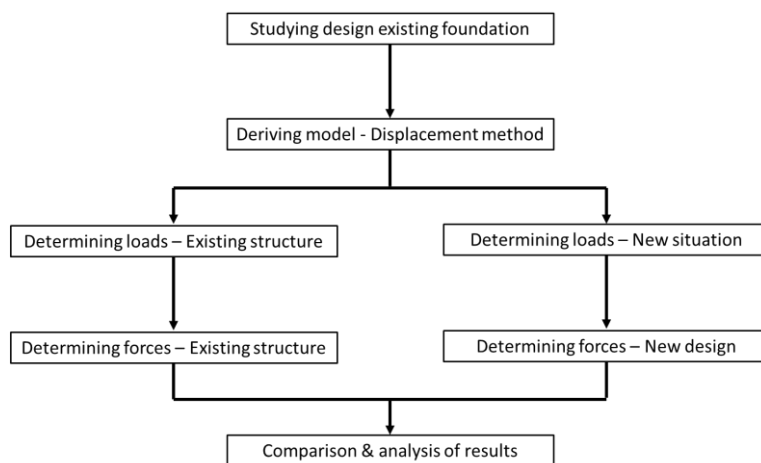 Studying design existing foundation
Deriving model - Displacement method
Determining loads – Existing structure
Determining loads – New situation
Determining forces – Existing structure
Determining forces – New design
Comparison & analysis of results